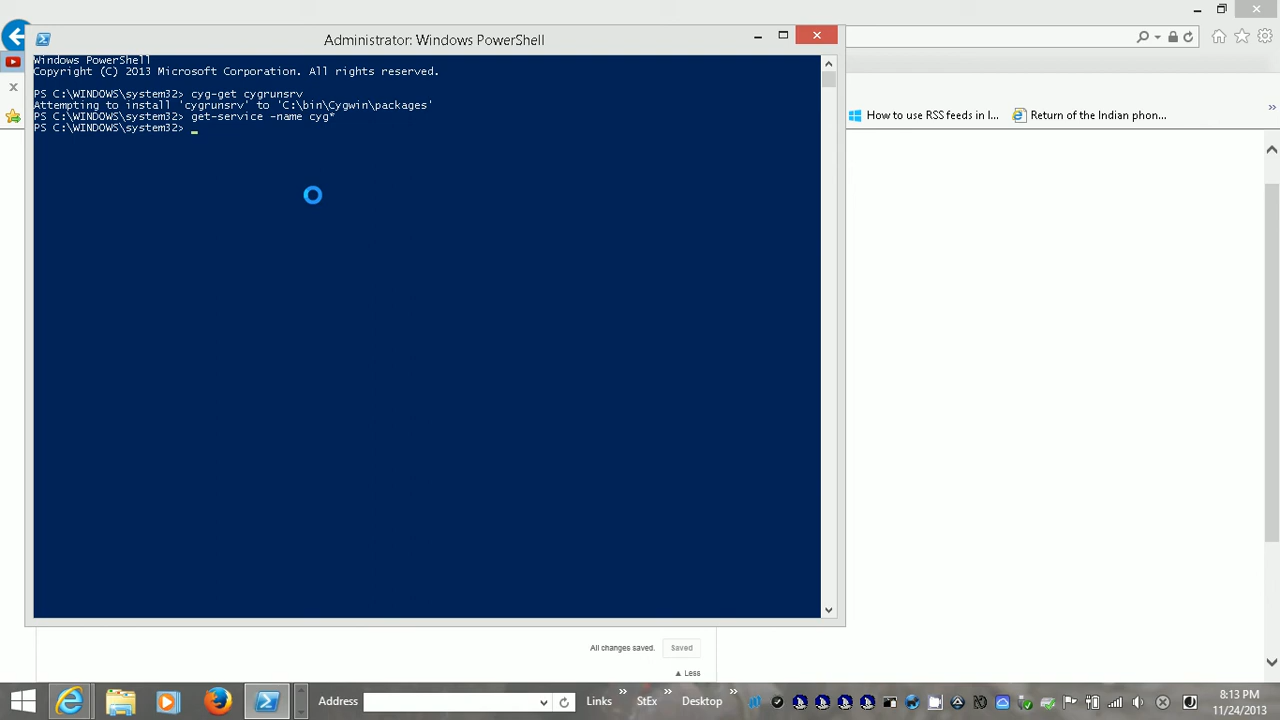 Administrator: Windows PowerShell
Windows PowerShell
Copyright (C) 2013 Microsoft Corporation. All rights reserved.
PS C:\WINDOWS\system32> cyg-get cygrunsrv
Attempting to install 'cygrunsrv' to 'C:\bin\Cygwin\packages'
PS C:\WINDOWS\system32> get-service -name cyg*
PS C:\WINDOWS\system32> _
How to use RSS feeds in I...
Return of the Indian phon...
All changes saved.
Saved
▲ Less
Address
Links
StEx
Desktop
8:13 PM
11/24/2013